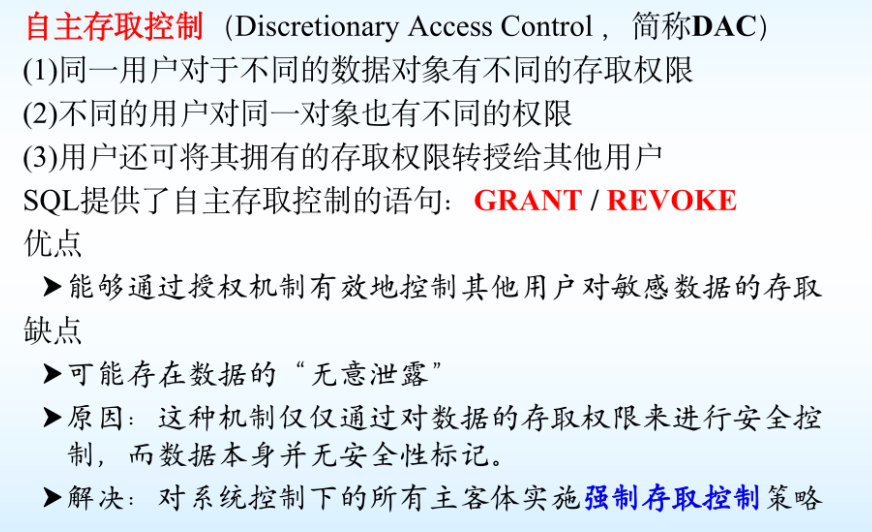 自主存取控制（Discretionary Access Control ，简称DAC）
(1)同一用户对于不同的数据对象有不同的存取权限
(2)不同的用户对同一对象也有不同的权限
(3)用户还可将其拥有的存取权限转授给其他用户
SQL提供了自主存取控制的语句：GRANT / REVOKE
优点
➤能够通过授权机制有效地控制其他用户对敏感数据的存取
缺点
➤可能存在数据的“无意泄露”
➤原因：这种机制仅仅通过对数据的存取权限来进行安全控
制，而数据本身并无安全性标记。
➤解决：对系统控制下的所有主客体实施强制存取控制策略